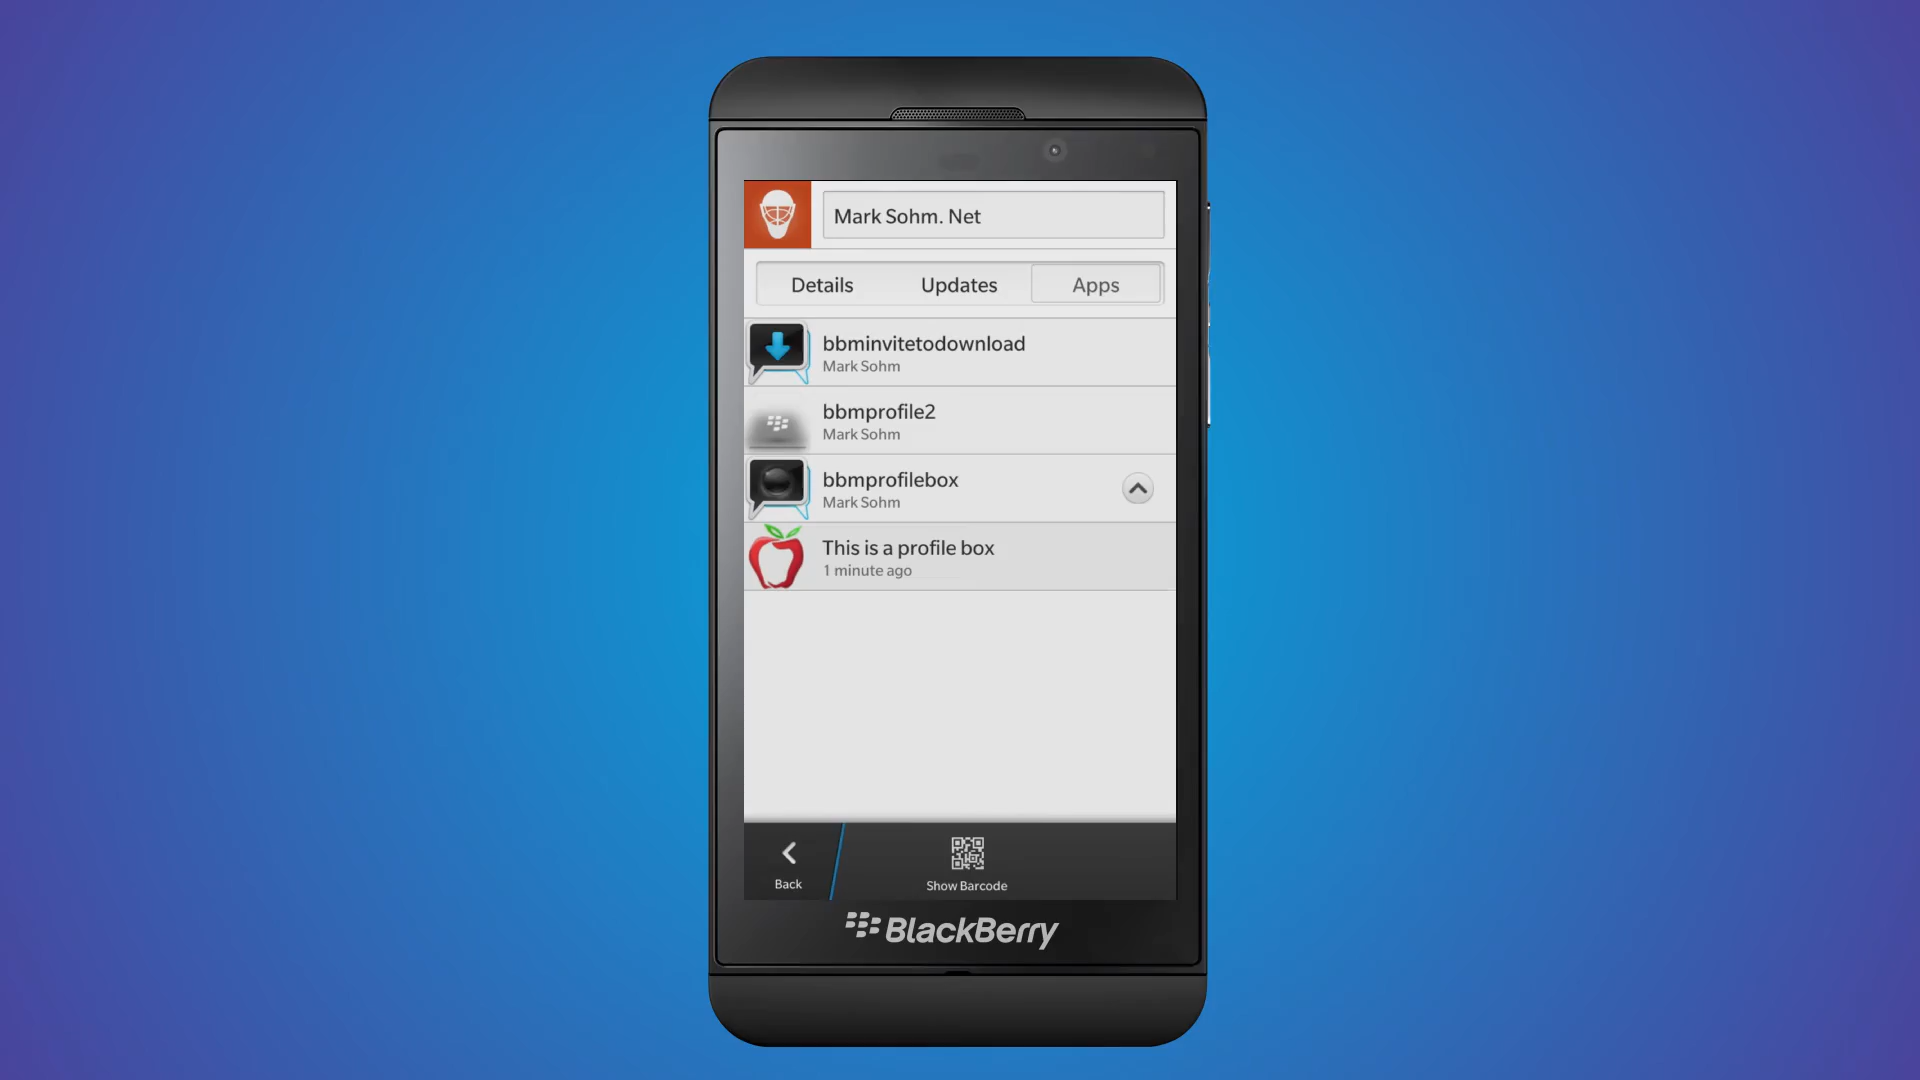 Mark Sohm. Net
Details Updates Apps
bbminvitetodownload
Mark Sohm
bbmprofile2
Mark Sohm
bbmprofilebox
Mark Sohm
This is a profile box
1 minute ago
Back
Show Barcode
BlackBerry